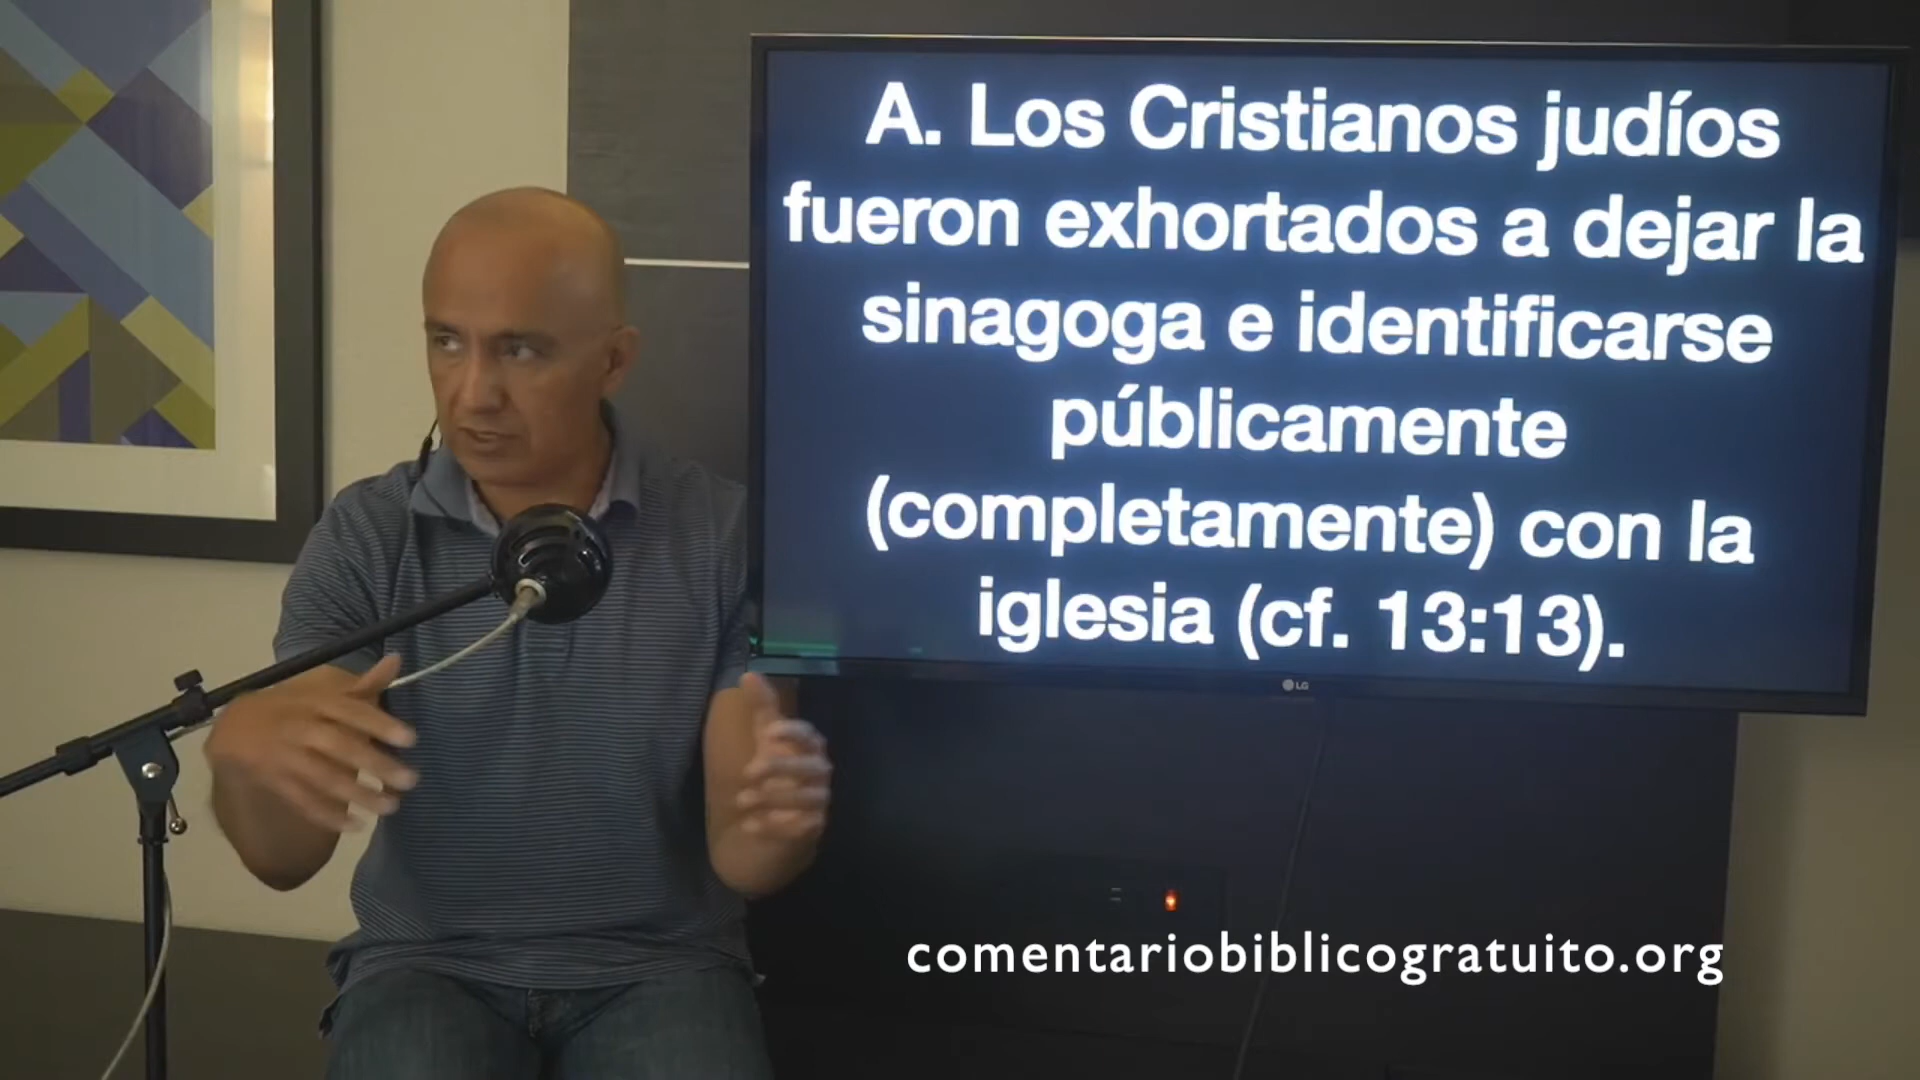 A. Los Cristianos judíos
fueron exhortados a dejar la
sinagoga e identificarse
públicamente
(completamente) con la
iglesia (cf. 13:13).
LG
comentariobiblicogratuito.org